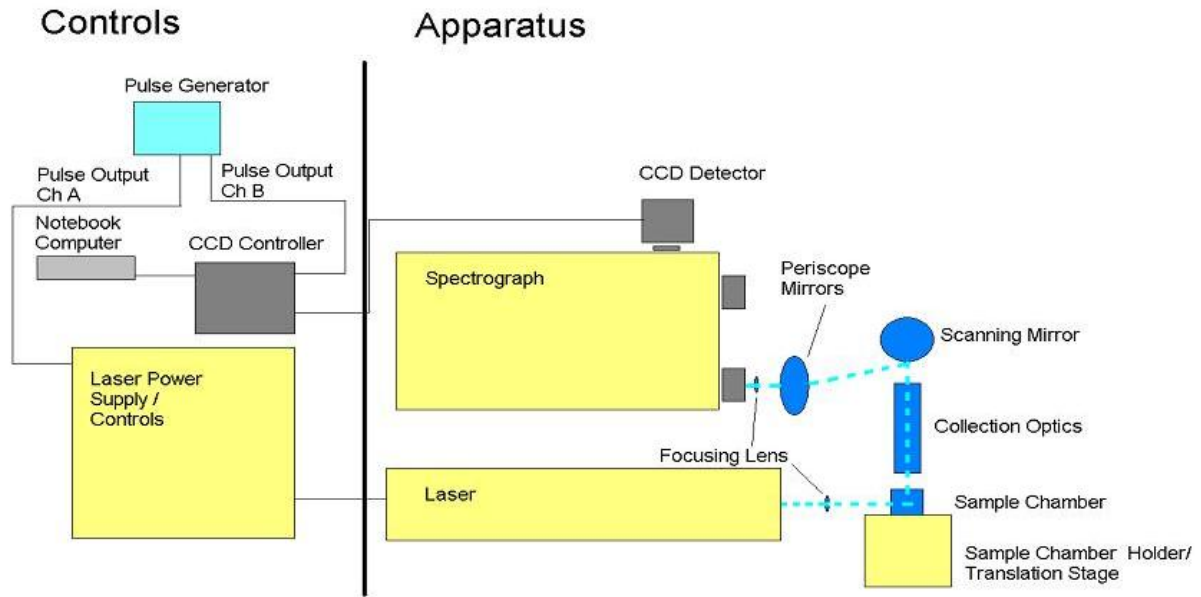 Controls
Apparatus
Pulse Generator
Pulse Output
Ch A
Pulse Output
Ch B
Notebook
Computer
CCD Controller
Laser Power
Supply /
Controls
CCD Detector
Spectrograph
Periscope
Mirrors
Scanning Mirror
Collection Optics
Focusing Lens
Laser
Sample Chamber
Sample Chamber Holder/
Translation Stage